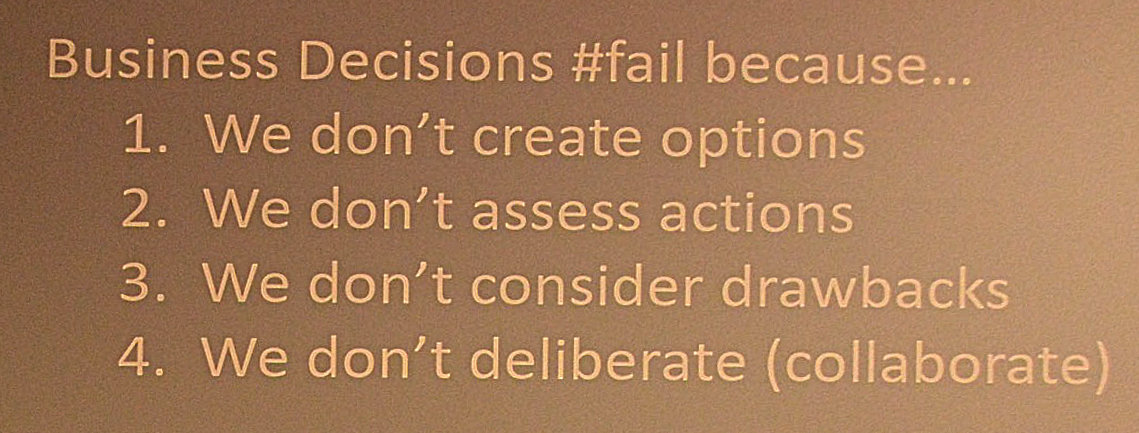 Business Decisions #fail because...
1. We don’t create options
2. We don’t assess actions
3. We don’t consider drawbacks
4. We don’t deliberate (collaborate)